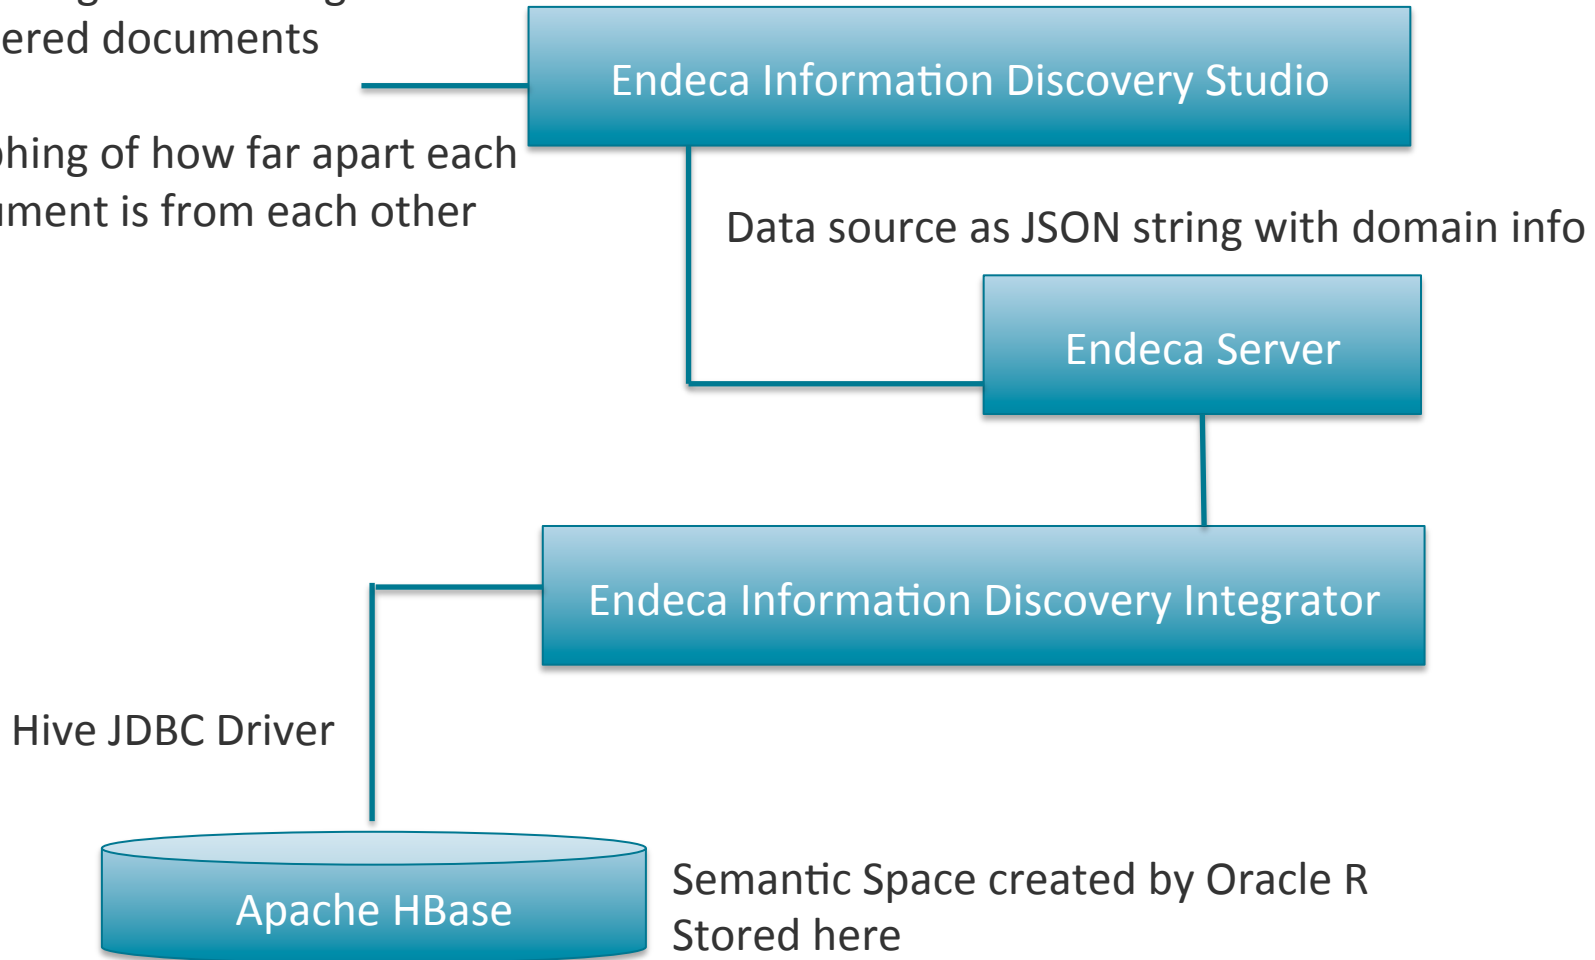 ered documents
Endeca Information Discovery Studio
phing of how far apart each
ument is from each other
Data source as JSON string with domain info
Endeca Server
Endeca Information Discovery Integrator
Hive JDBC Driver
Apache HBase
Semantic Space created by Oracle R
Stored here